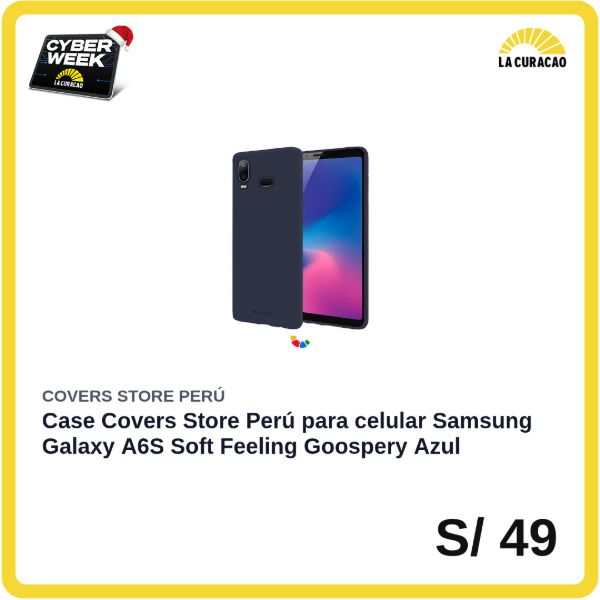 CYBER
WEEK
LA CURACAO
LA CURACAO
COVERS STORE PERÚ
Case Covers Store Perú para celular Samsung
Galaxy A6S Soft Feeling Goospery Azul
S/ 49